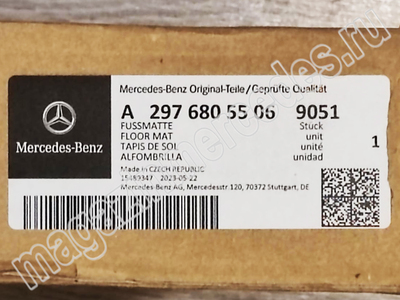 Mercedes-Benz Original-Teile/Geprüfte Qualität
A 297 680 55 06 9051
FUSSMATTE Stück
FLOOR MAT unit
TAPIS DE SOL unité 1
ALFOMBRILLA unidad
Mercedes-Benz
Made in CZECH REPUBLIC
15489347 2023-05-22
Mercedes-Benz AG, Mercedesstr.120, 70372 Stuttgart, DE